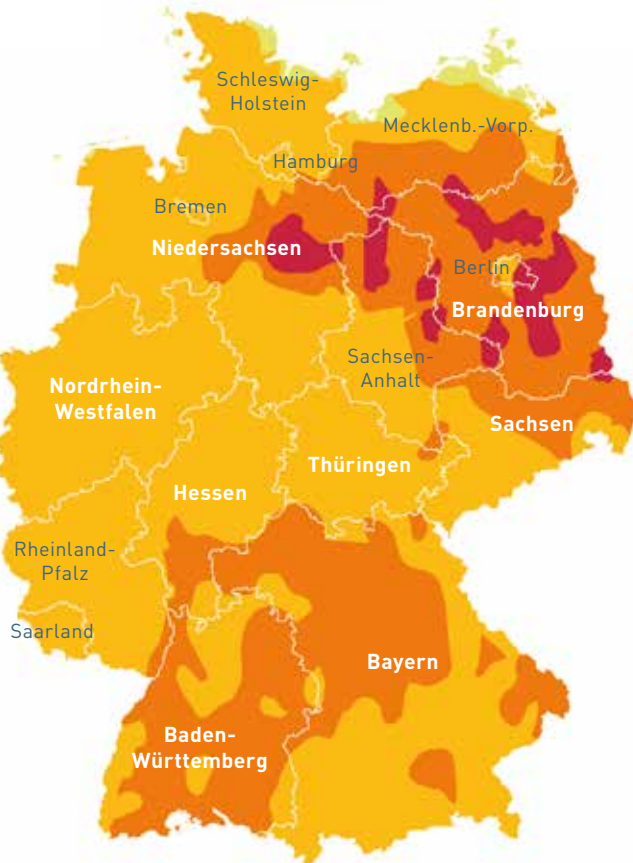 Schleswig-
Holstein
Mecklenb.-Vorp.
Hamburg
Bremen
Niedersachsen
Berlin
Brandenburg
Sachsen-
Anhalt
Nordrhein-
Westfalen
Sachsen
Thüringen
Hessen
Rheinland-
Pfalz
Saarland
Bayern
Baden-
Württemberg